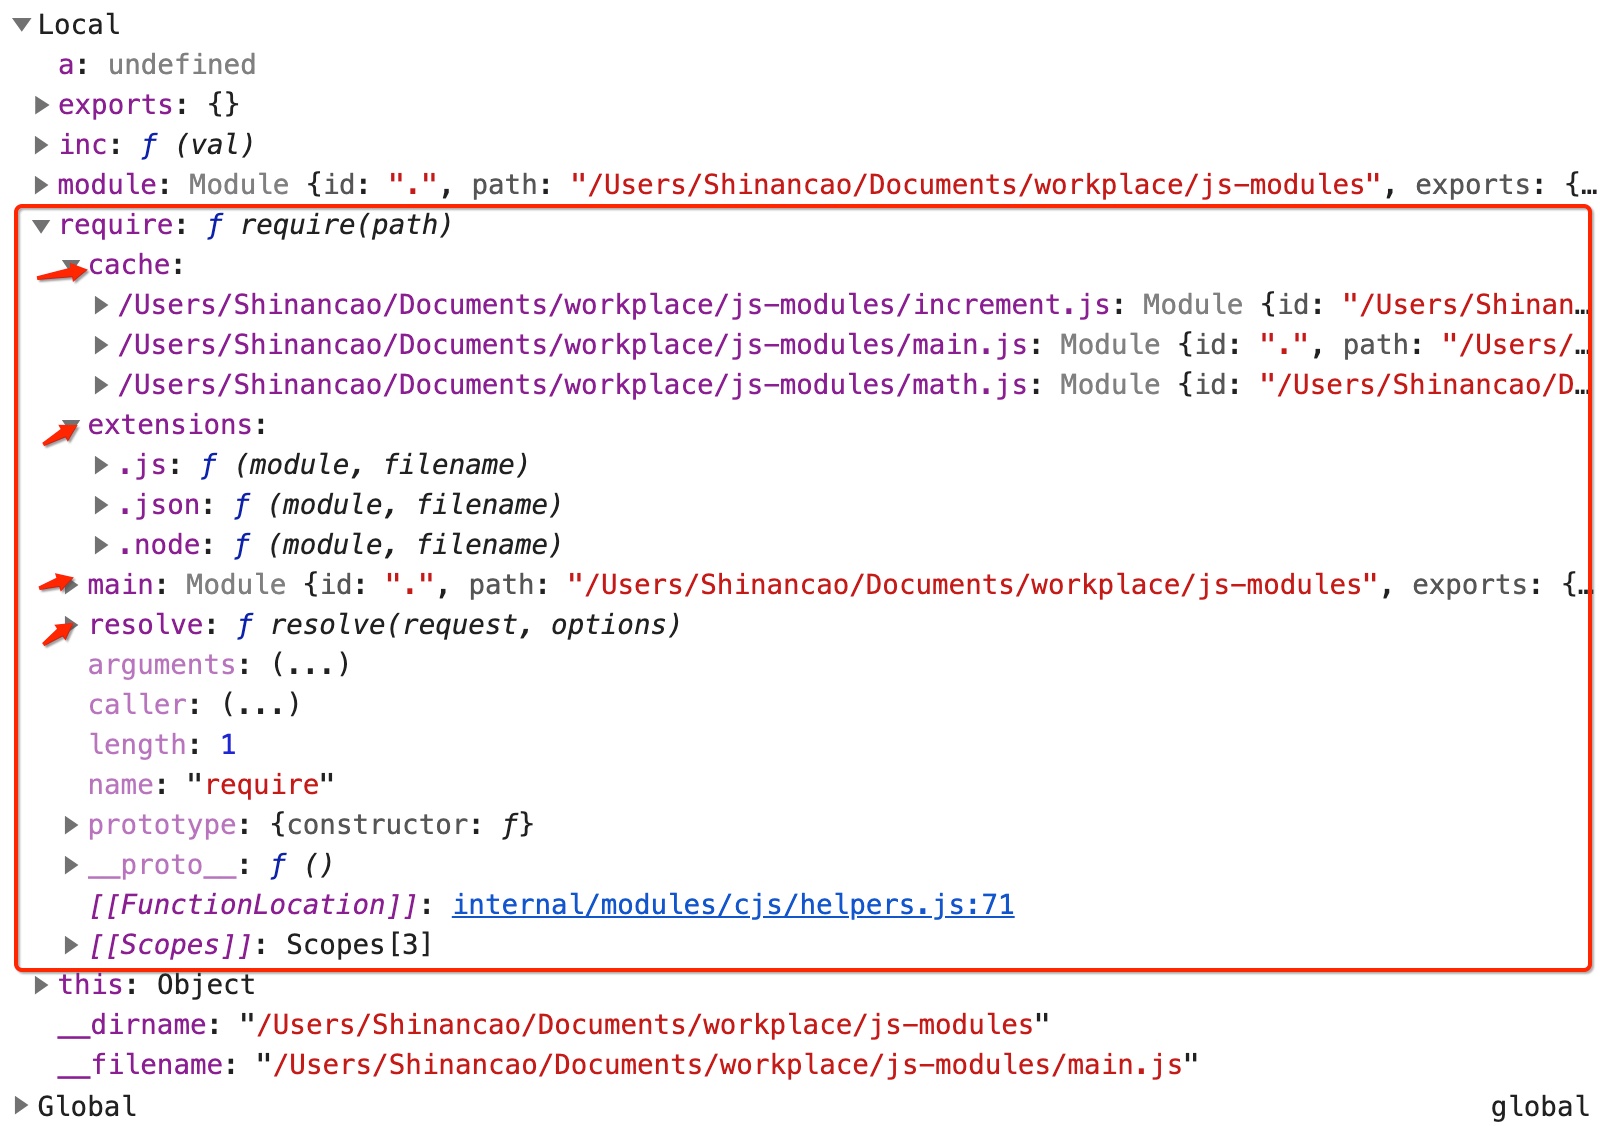 Local
a: undefined
exports: {}
inc: ƒ (val)
module: Module {id: ".", path: "/Users/Shinancao/Documents/workplace/js-modules", exports: {…
require: ƒ require(path)
cache:
/Users/Shinancao/Documents/workplace/js-modules/increment.js: Module {id: "/Users/Shinan…
/Users/Shinancao/Documents/workplace/js-modules/main.js: Module {id: ".", path: "/Users/…
/Users/Shinancao/Documents/workplace/js-modules/math.js: Module {id: "/Users/Shinancao/D…
extensions:
.js: ƒ (module, filename)
.json: ƒ (module, filename)
.node: ƒ (module, filename)
main: Module {id: ".", path: "/Users/Shinancao/Documents/workplace/js-modules", exports: {…
resolve: ƒ resolve(request, options)
arguments: (...)
caller: (...)
length: 1
name: "require"
prototype: {constructor: ƒ}
__proto__: ƒ ()
[[FunctionLocation]]: internal/modules/cjs/helpers.js:71
[[Scopes]]: Scopes[3]
this: Object
__dirname: "/Users/Shinancao/Documents/workplace/js-modules"
__filename: "/Users/Shinancao/Documents/workplace/js-modules/main.js"
Global global